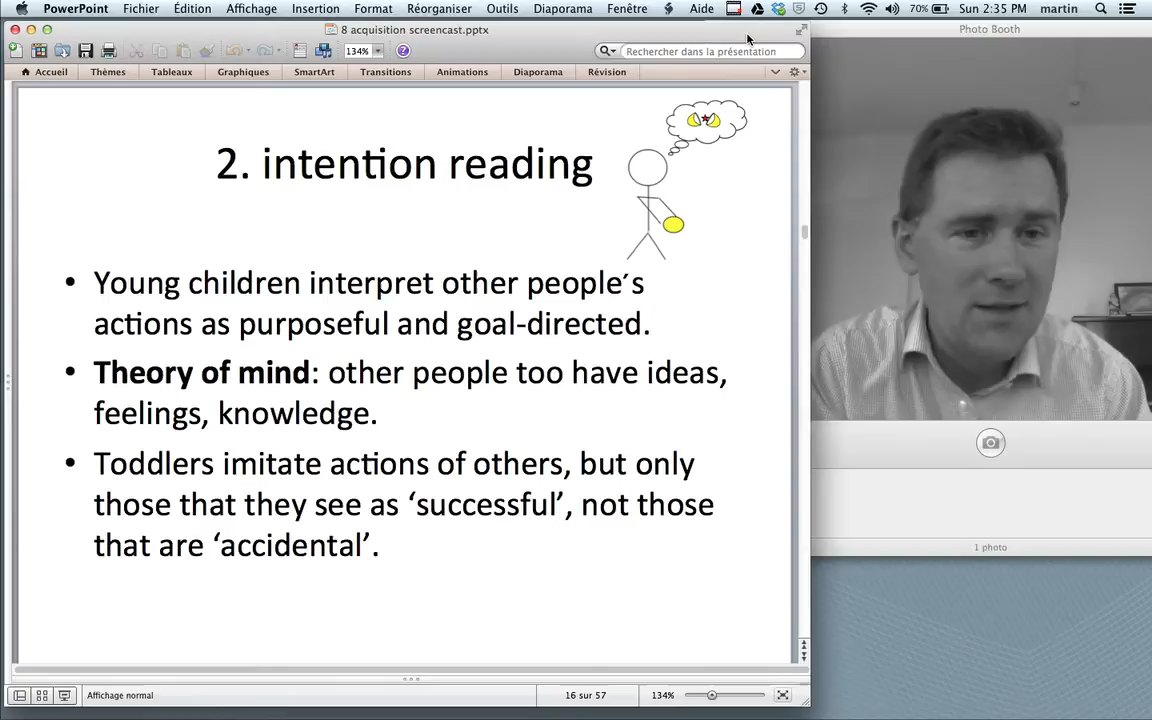 PowerPoint Fichier Édition Affichage Insertion Format Réorganiser Outils Diaporama Fenêtre Aide 70% Sun 2:35 PM martin
8 acquisition screencast.pptx
Photo Booth
134%
Rechercher dans la présentation
Accueil Thèmes Tableaux Graphiques SmartArt Transitions Animations Diaporama Révision
2. intention reading
• Young children interpret other people’s
actions as purposeful and goal-directed.
• Theory of mind: other people too have ideas,
feelings, knowledge.
• Toddlers imitate actions of others, but only
those that they see as ‘successful’, not those
that are ‘accidental’.
1 photo
Affichage normal 16 sur 57 134%